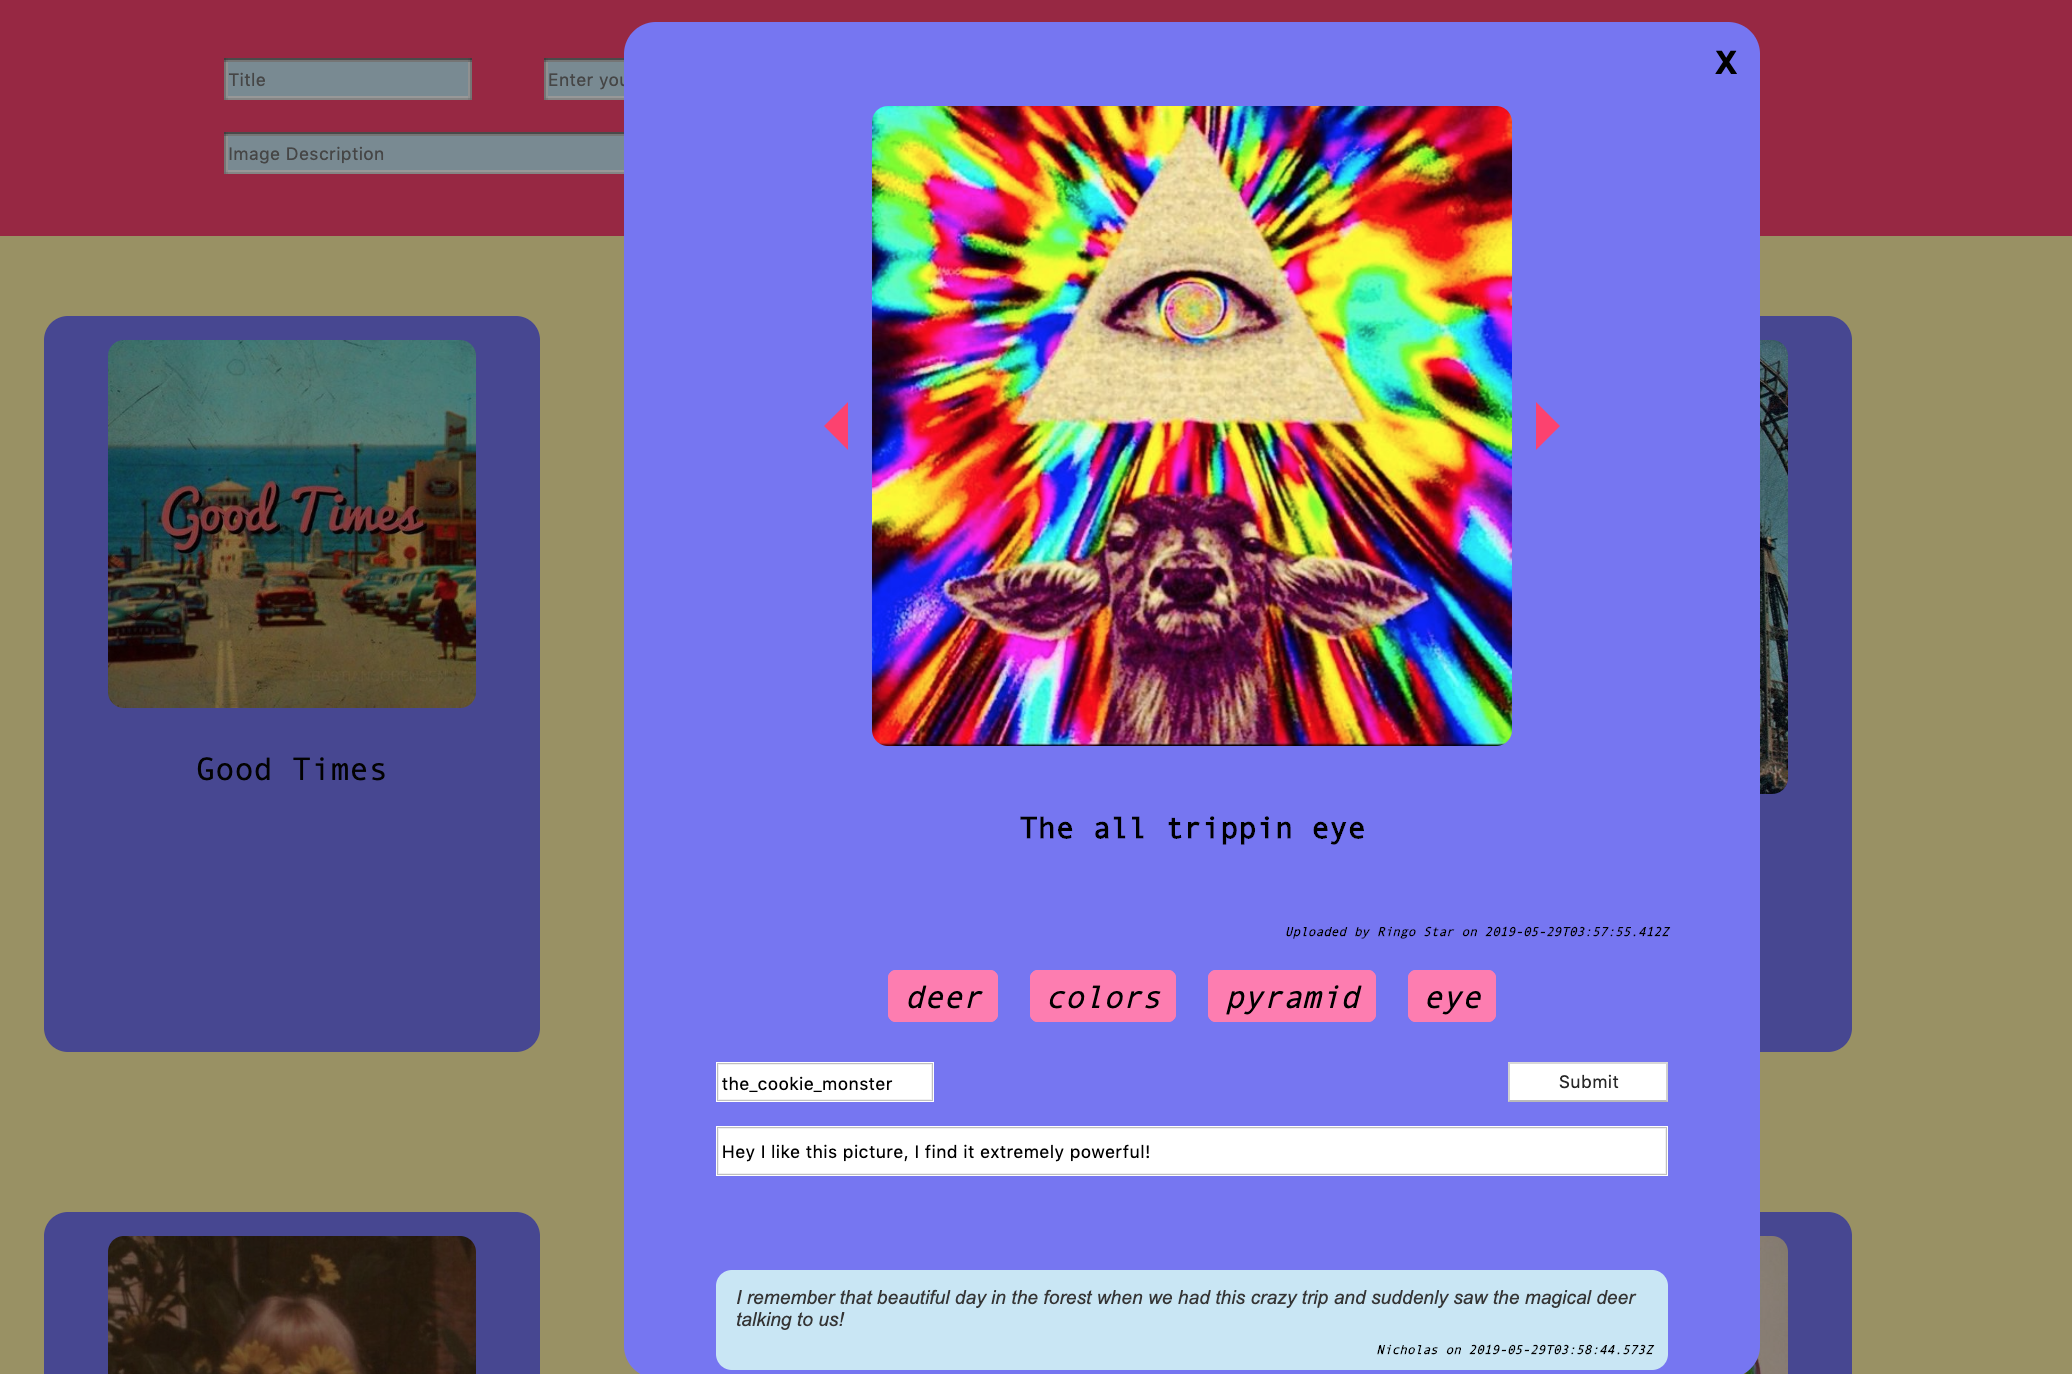 Title
Enter you
Image Description
X
Good Times
Good Times
The all trippin eye
Uploaded by Ringo Star on 2019-05-29T03:57:55.412Z
deer
colors
pyramid
eye
the_cookie_monster
Submit
Hey I like this picture, I find it extremely powerful!
I remember that beautiful day in the forest when we had this crazy trip and suddenly saw the magical deer
talking to us!
Nicholas on 2019-05-29T03:58:44.573Z